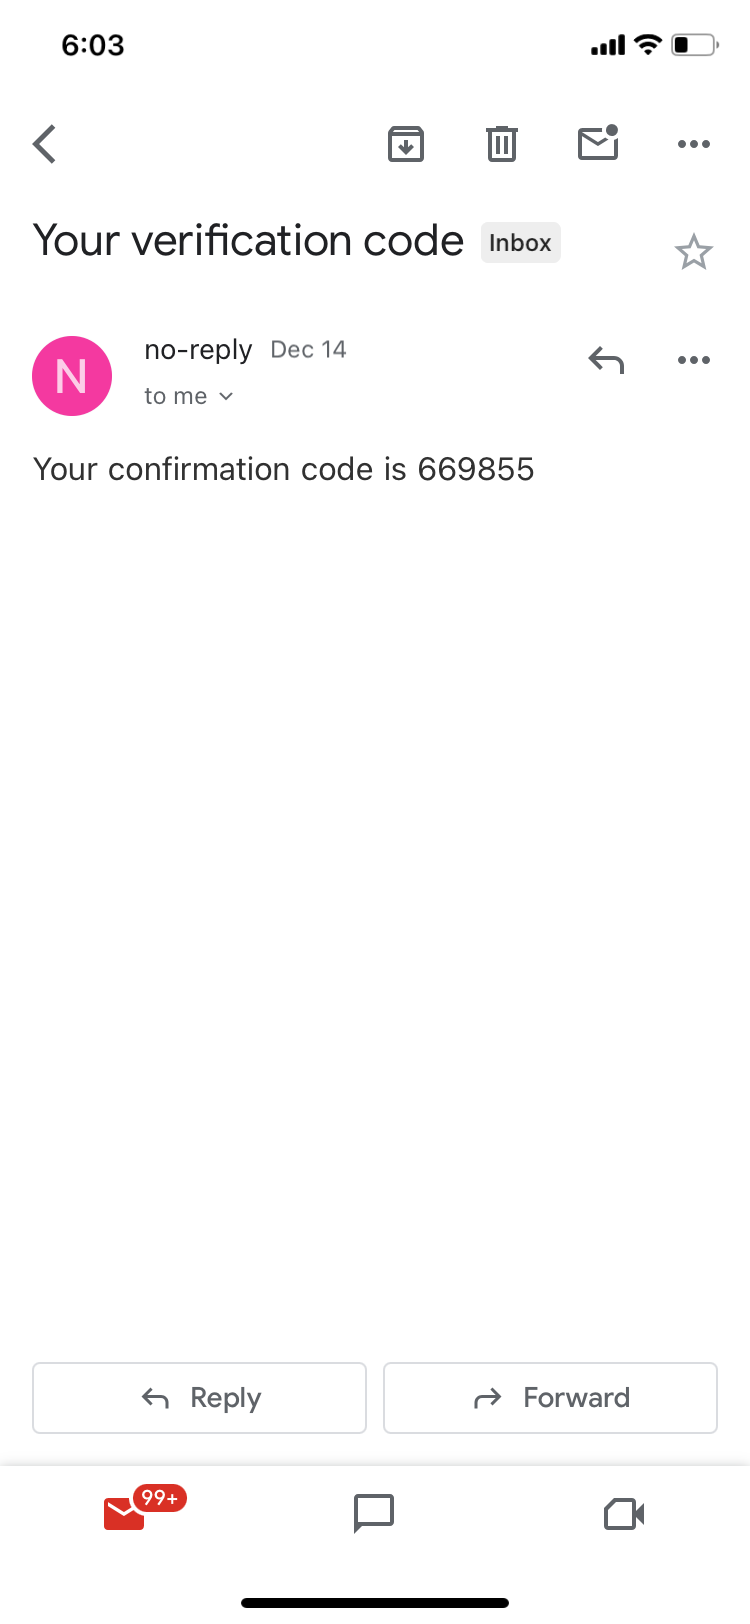 6:03
Your verification code Inbox
N
no-reply Dec 14
to me
Your confirmation code is 669855
Reply Forward
99+